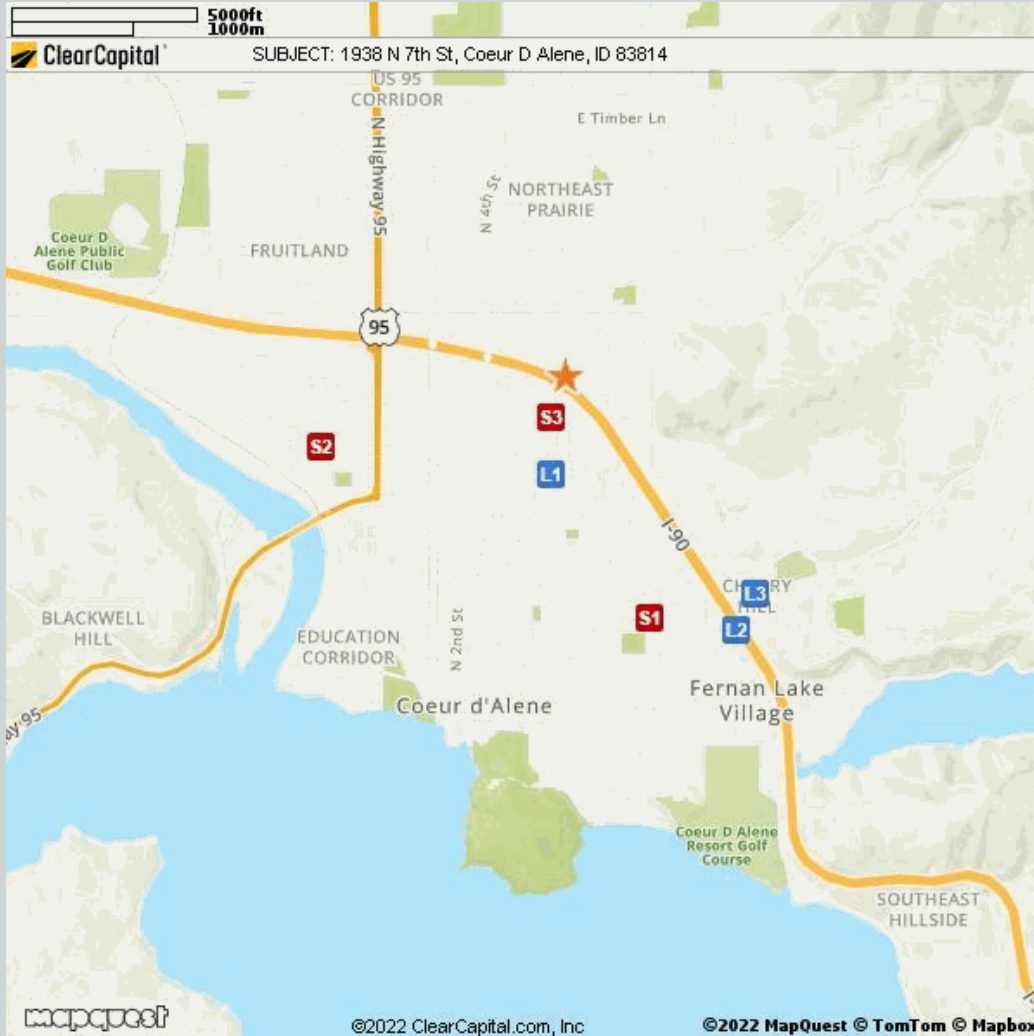 5000ft
1000m
ClearCapital
SUBJECT: 1938 N 7th St, Coeur D Alene, ID 83814
US 95
CORRIDOR
E Timber Ln
N Highway 95
N 4th St
NORTHEAST
PRAIRIE
Coeur D
Alene Public
Golf Club
FRUITLAND
95
S3
S2
L1
I-90
L3
S1
L2
BLACKWELL
HILL
EDUCATION
CORRIDOR
N 2nd St
Fernan Lake
Village
Coeur d'Alene
ay 95
Coeur D Alene
Resort Golf
Course
SOUTHEAST
HILLSIDE
mapquest
©2022 ClearCapital.com, Inc
©2022 MapQuest © TomTom © Mapbox